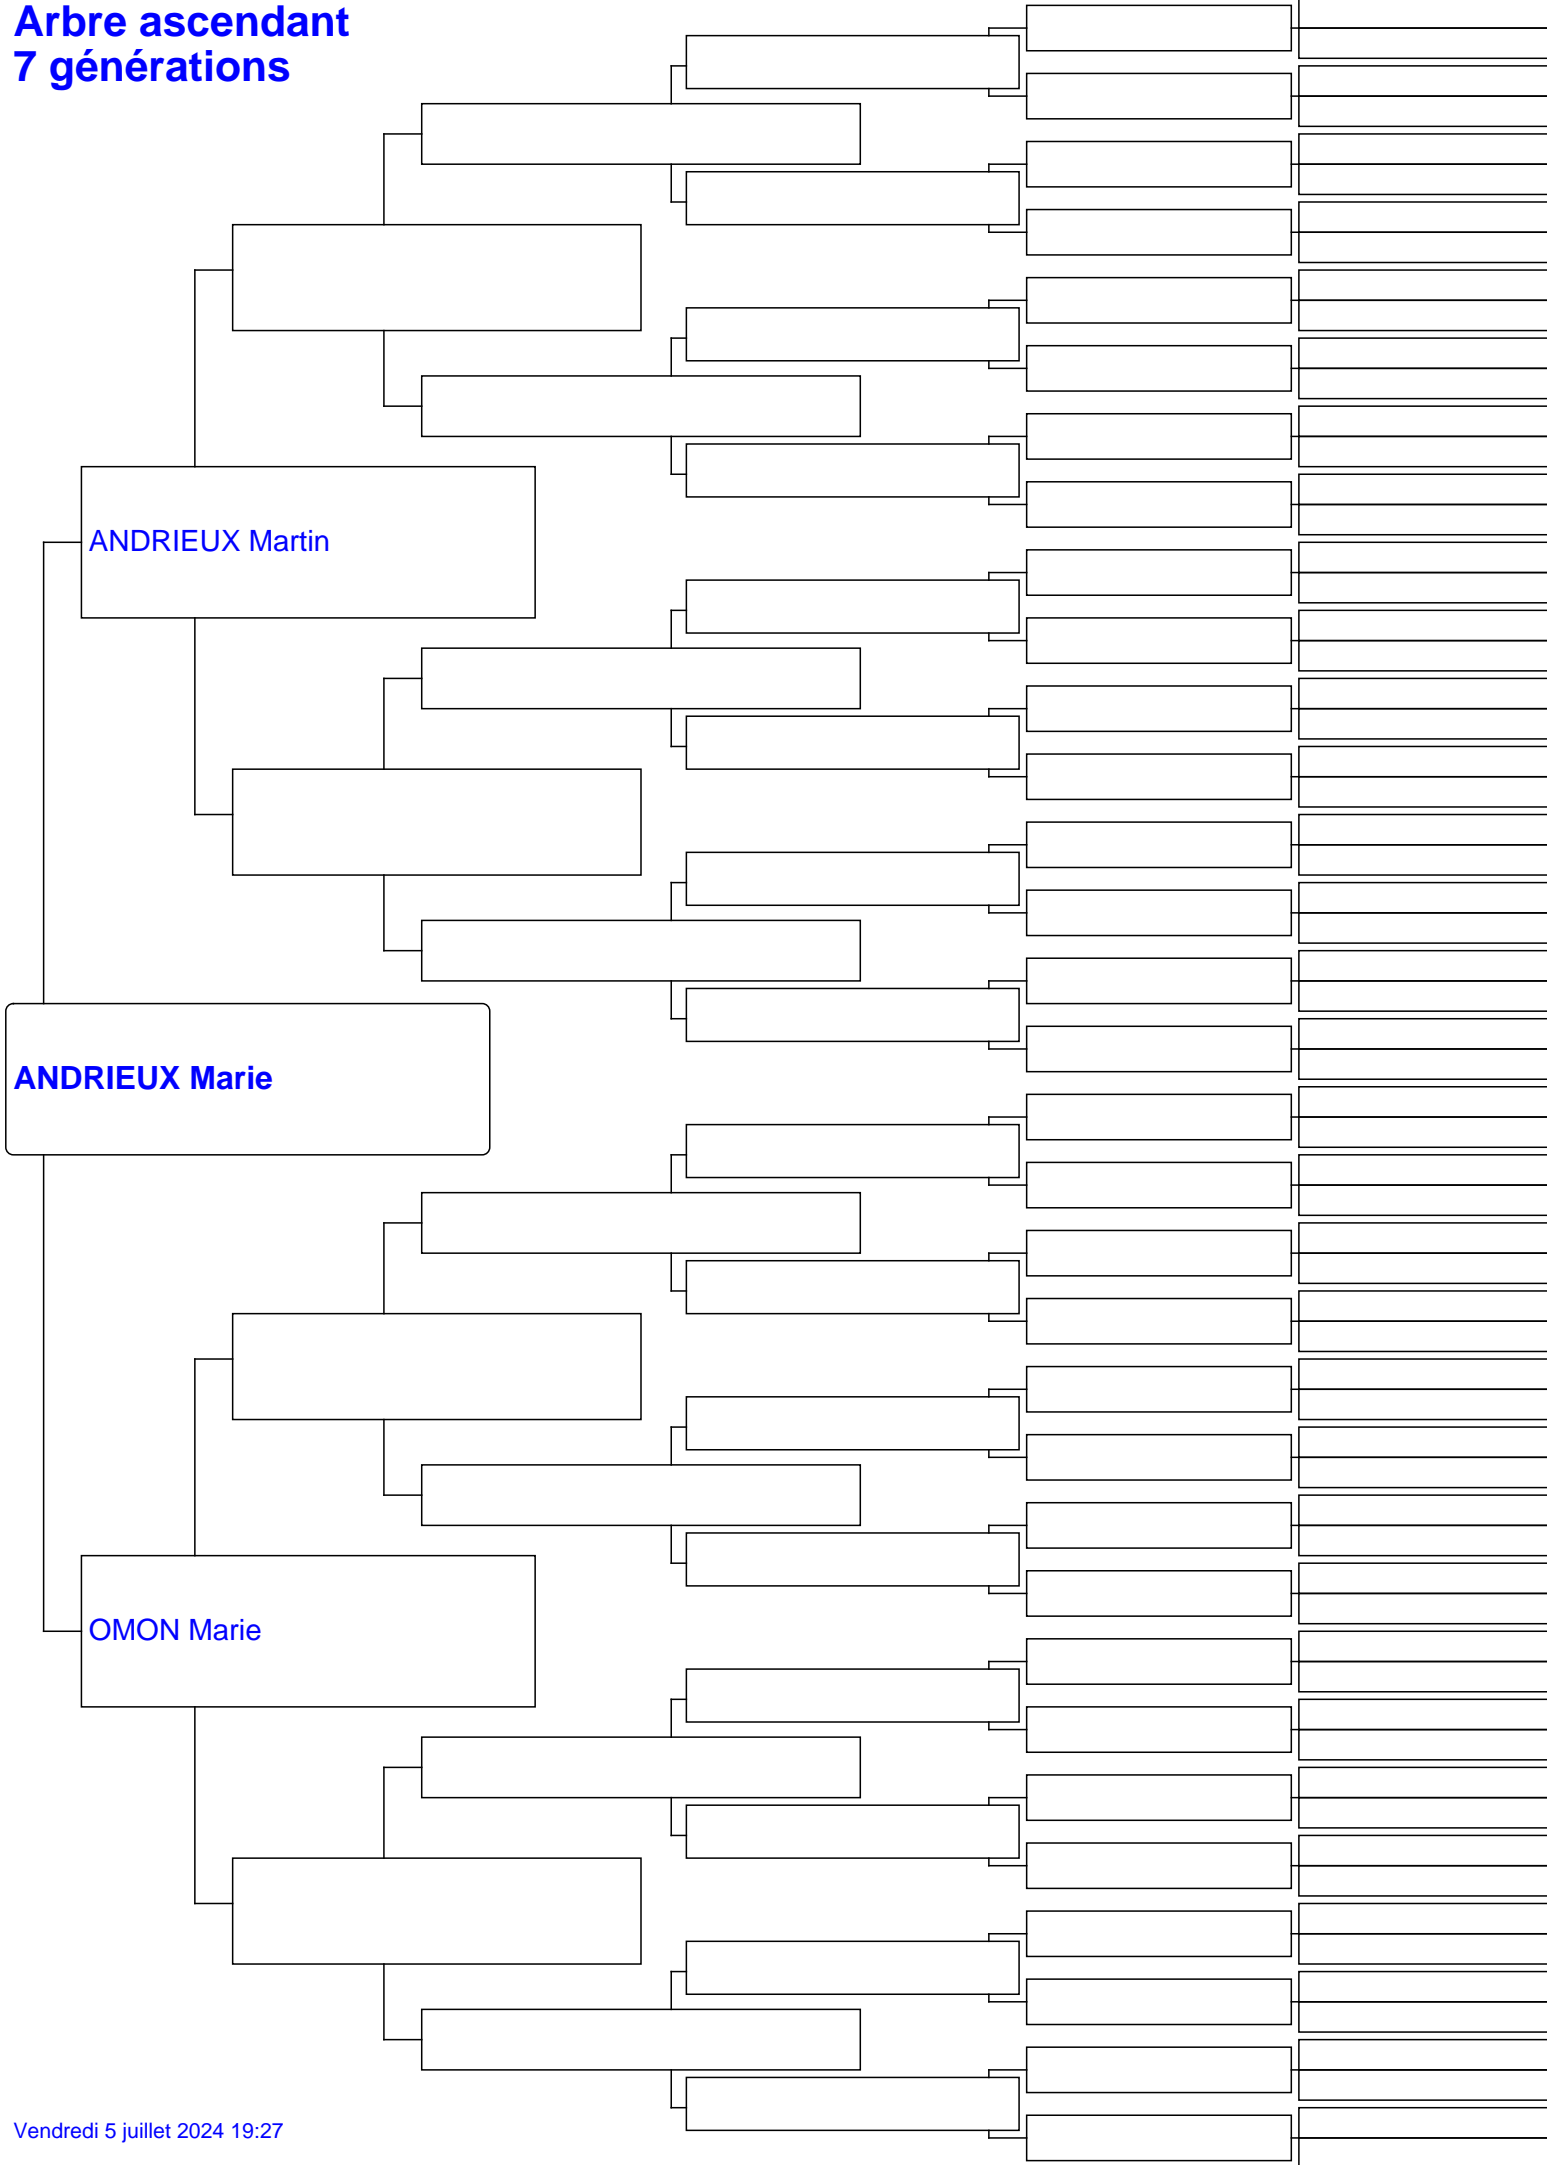 Arbre ascendant
7 générations
ANDRIEUX Martin
ANDRIEUX Marie
OMON Marie
Vendredi 5 juillet 2024 19:27